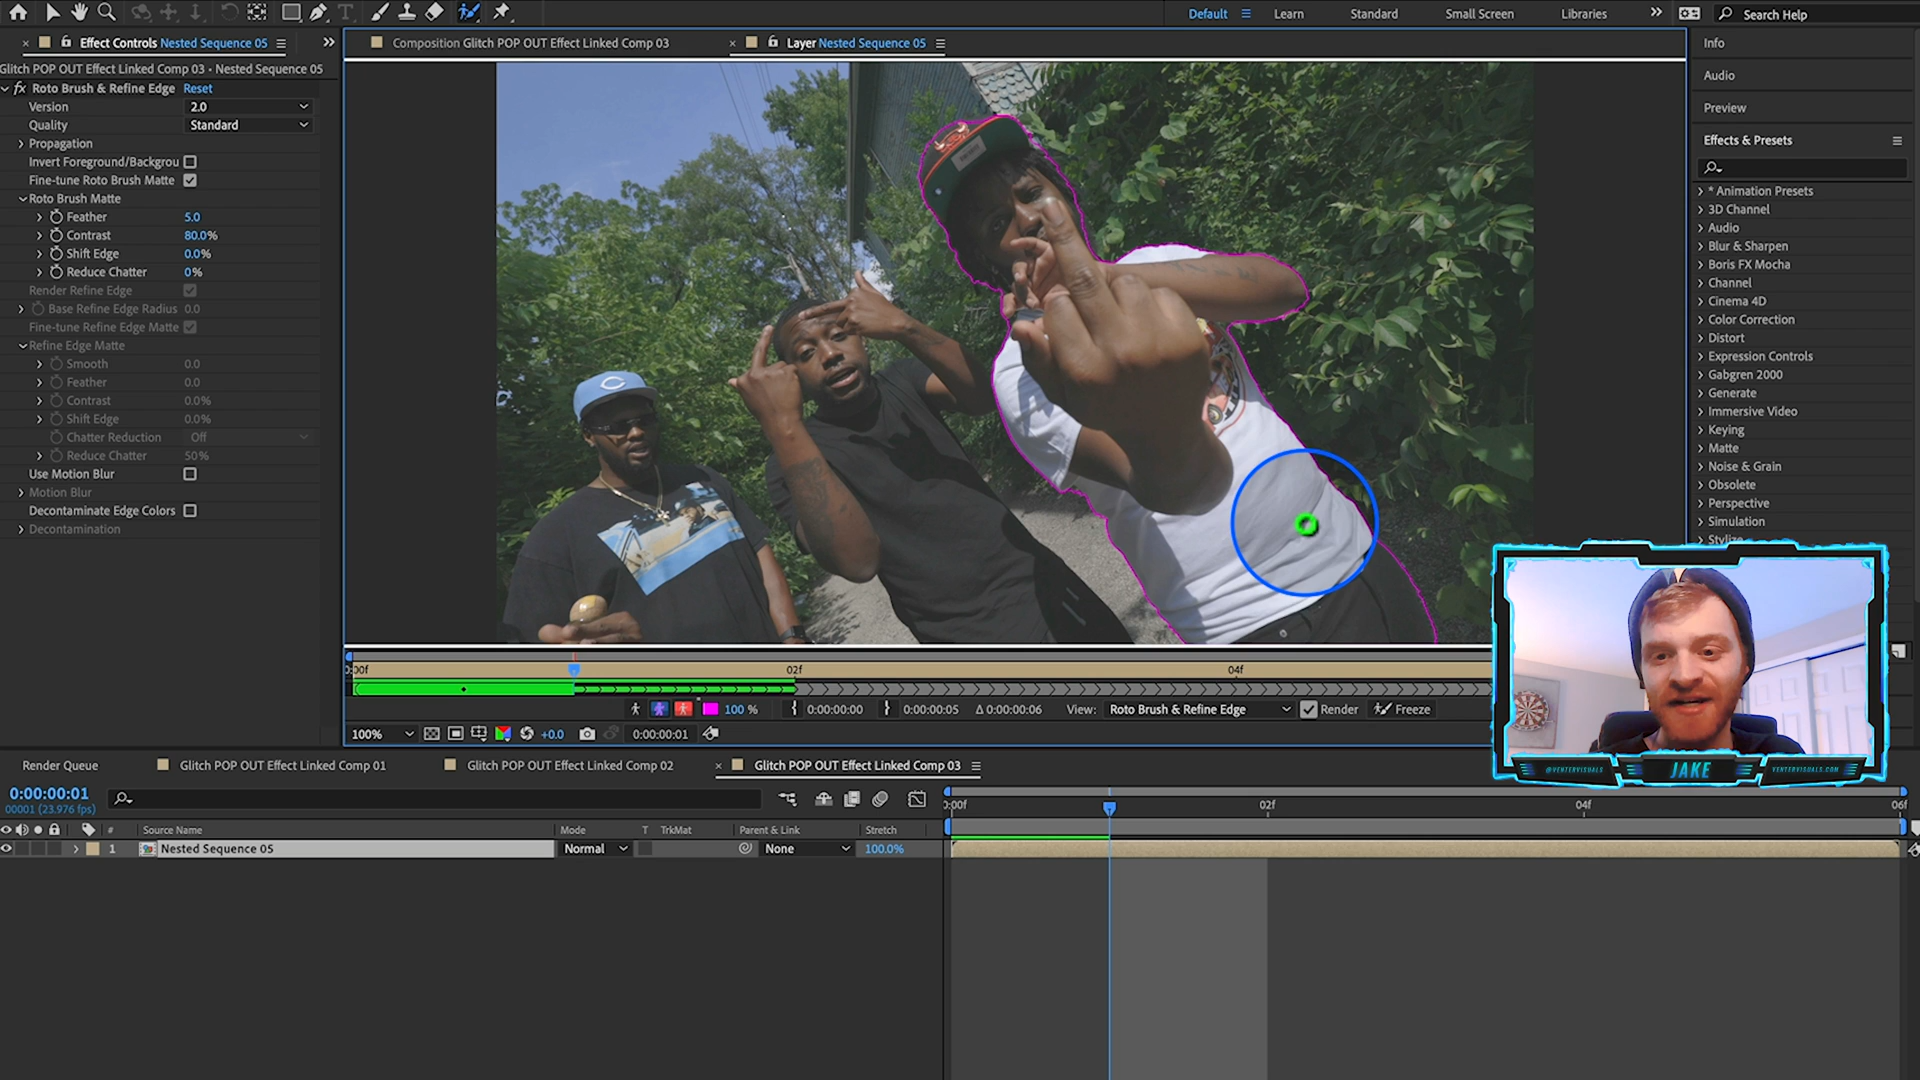 Default
Learn
Standard
Small Screen
Libraries
Search Help
Effect Controls Nested Sequence 05
Composition Glitch POP OUT Effect Linked Comp 03
Layer Nested Sequence 05
Glitch POP OUT Effect Linked Comp 03 • Nested Sequence 05
fx Roto Brush & Refine Edge Reset
Version 2.0
Quality Standard
Propagation
Invert Foreground/Backgrou
Fine-tune Roto Brush Matte
Roto Brush Matte
Feather 5.0
Contrast 80.0%
Shift Edge 0.0%
Reduce Chatter 0%
Render Refine Edge
Base Refine Edge Radius 0.0
Fine-tune Refine Edge Matte
Refine Edge Matte
Smooth 0.0
Feather 0.0
Contrast 0.0%
Shift Edge 0.0%
Chatter Reduction Off
Reduce Chatter 50%
Use Motion Blur
Motion Blur
Decontaminate Edge Colors
Decontamination
Info
Audio
Preview
Effects & Presets
* Animation Presets
3D Channel
Audio
Blur & Sharpen
Boris FX Mocha
Channel
Cinema 4D
Color Correction
Distort
Expression Controls
Gabgren 2000
Generate
Immersive Video
Keying
Matte
Noise & Grain
Obsolete
Perspective
Simulation
Stylize
:00f
02f
04f
100 %
0:00:00:00
0:00:00:05
Δ 0:00:00:06
View: Roto Brush & Refine Edge
Render
Freeze
100%
+0.0
0:00:00:01
@VENTERVISUALS
JAKE
VENTERVISUALS.COM
Render Queue
Glitch POP OUT Effect Linked Comp 01
Glitch POP OUT Effect Linked Comp 02
Glitch POP OUT Effect Linked Comp 03
0:00:00:01
00001 (23.976 fps)
:00f
02f
04f
06f
# Source Name Mode T TrkMat Parent & Link Stretch
1 Nested Sequence 05 Normal None 100.0%